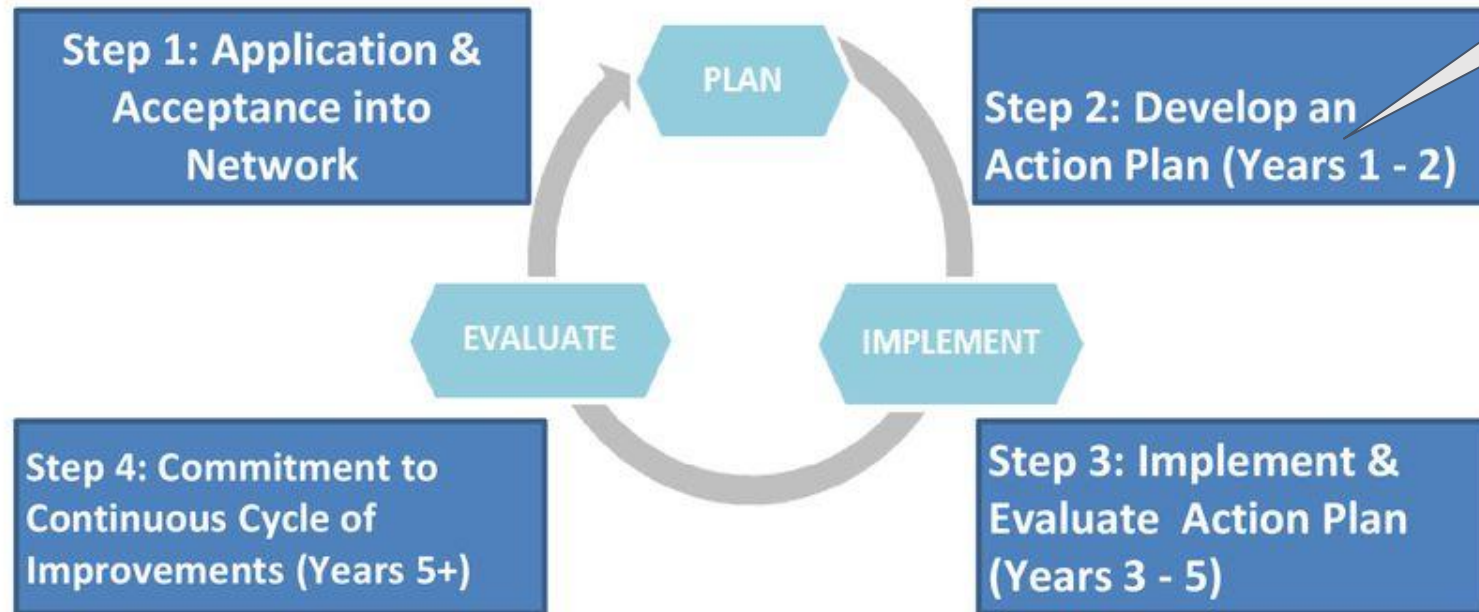 Step 1: Application &
Acceptance into
Network
PLAN
Step 2: Develop an
Action Plan (Years 1 - 2)
EVALUATE
IMPLEMENT
Step 4: Commitment to
Continuous Cycle of
Improvements (Years 5+)
Step 3: Implement &
Evaluate Action Plan
(Years 3 - 5)